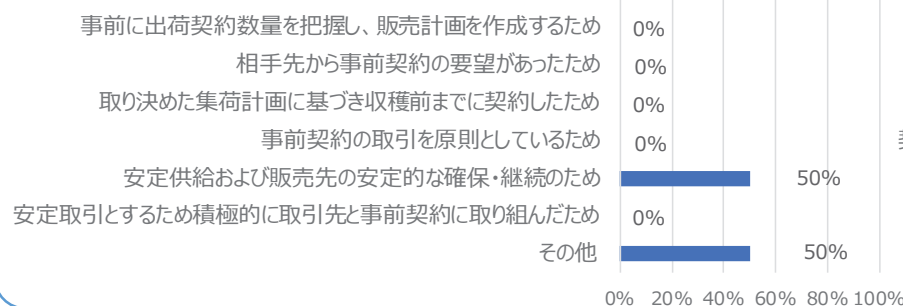 事前に出荷契約数量を把握し、販売計画を作成するため 0%
相手先から事前契約の要望があったため 0%
取り決めた集荷計画に基づき収穫前までに契約したため 0%
事前契約の取引を原則としているため 0%
安定供給および販売先の安定的な確保・継続のため 50%
安定取引とするため積極的に取引先と事前契約に取り組んだため 0%
その他 50%
0% 20% 40% 60% 80% 100%